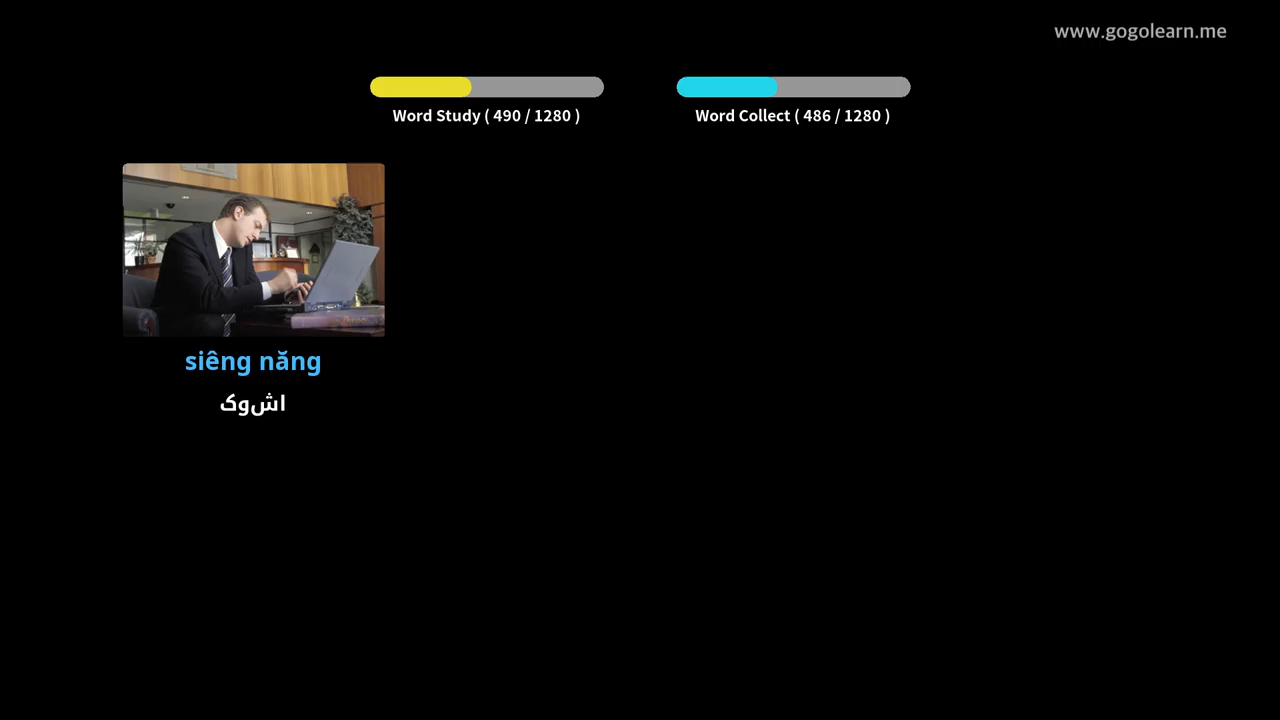 www.gogolearn.me
Word Study ( 490 / 1280 )
Word Collect ( 486 / 1280 )
siêng năng
اشوک